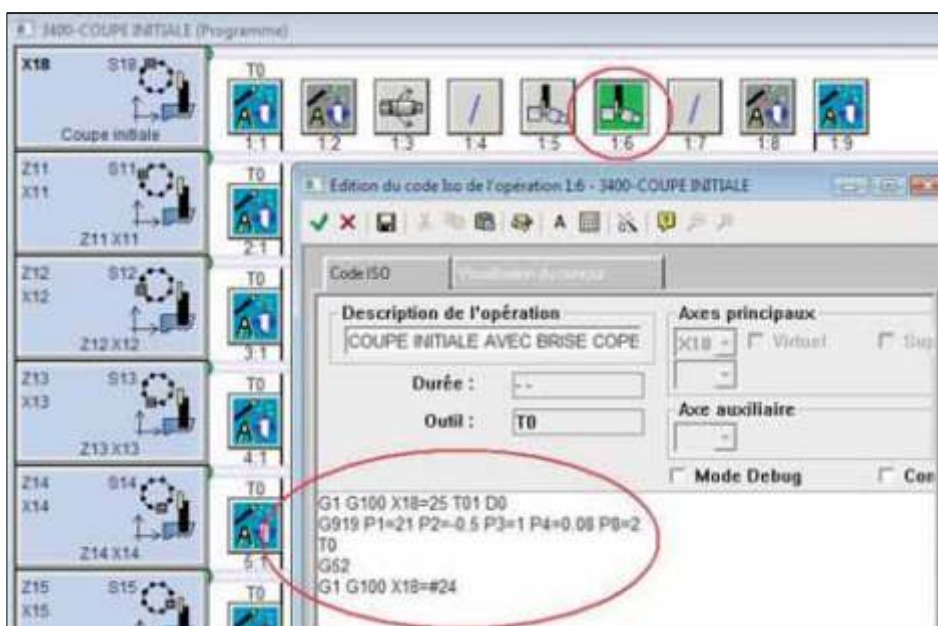 3400-COUPE INITIALE (Programme)
X18 S18
Coupe initiale
T0
1:1 1:2 1:3 1:4 1:5 1:6 1:7 1:8 1:9
Z11 S11
X11
Z11 X11
T0
2:1
Z12 S12
X12
Z12 X12
T0
3:1
Z13 S13
X13
Z13 X13
T0
4:1
Z14 S14
X14
Z14 X14
T0
5:1
Z15 S15
X15
T0
Edition du code Iso de l'opération 1:6 - 3400-COUPE INITIALE
Code ISO
Description de l'opération
COUPE INITIALE AVEC BRISE COPE
Durée : --
Outil : T0
Axes principaux
X18 Virtuel
Axe auxiliaire
Mode Debug Con
G1 G100 X18=25 T01 D0
G919 P1=21 P2=-0.5 P3=1 P4=0.08 P8=2
T0
G52
G1 G100 X18=#24